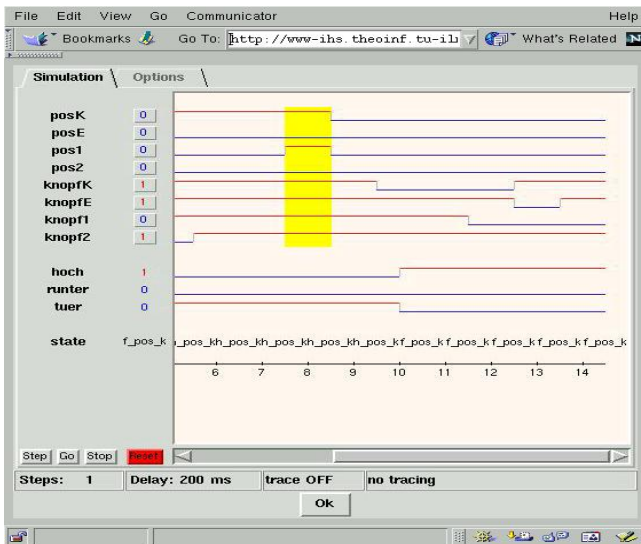 File Edit View Go Communicator Help
Bookmarks Go To: http://www-ihs.theoinf.tu-il What's Related N
Simulation Options
posK 0
posE 0
pos1 0
pos2 0
knopfK 1
knopfE 1
knopf1 0
knopf2 1
hoch 1
runter 0
tuer 0
state f_pos_k h_pos_kh_pos_kh_pos_kh_pos_kh_pos_kf_pos_kf_pos_kf_pos_kf_pos_kf_pos_k
6 7 8 9 10 11 12 13 14
Step Go Stop Reset
Steps: 1 Delay: 200 ms trace OFF no tracing
Ok